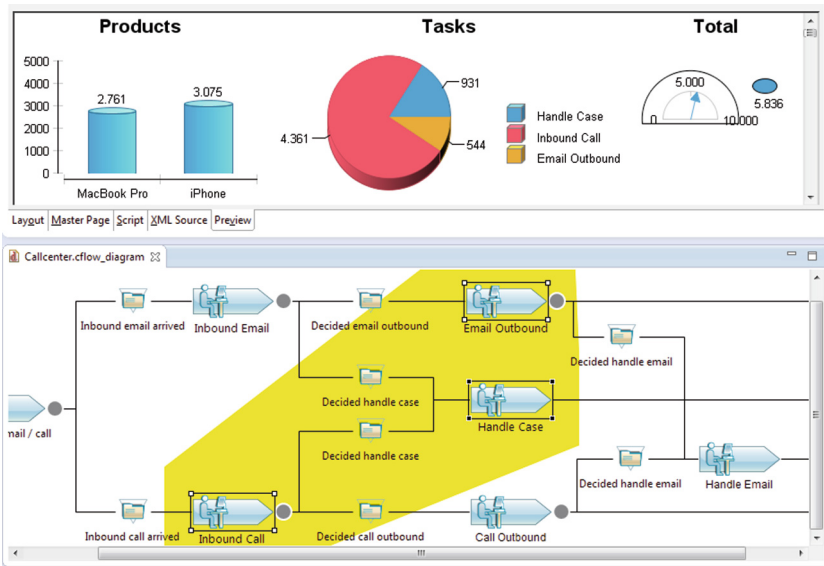 Products
Tasks
Total
5000
4000
3000
2000
1000
0
2.761
3.075
MacBook Pro
iPhone
931
4.361
544
Handle Case
Inbound Call
Email Outbound
5.000
0
10.000
5.836
Layout Master Page Script XML Source Preview
Callcenter.cflow_diagram
Inbound email arrived
Inbound Email
Decided email outbound
Email Outbound
Decided handle email
Decided handle case
Handle Case
mail / call
Decided handle case
Decided handle email
Handle Email
Inbound call arrived
Inbound Call
Decided call outbound
Call Outbound